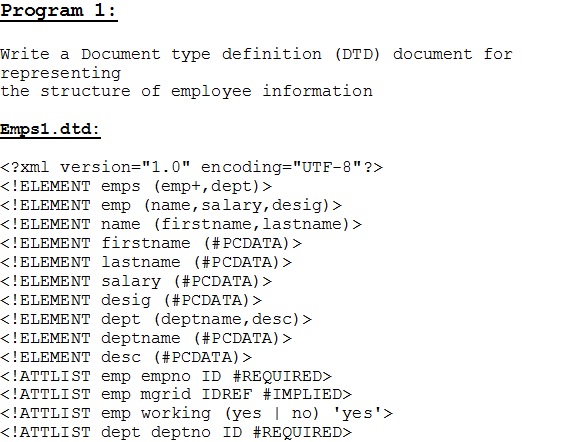 Program 1:
Write a Document type definition (DTD) document for
representing
the structure of employee information
Emps1.dtd:
<?xml version="1.0" encoding="UTF-8"?>
<!ELEMENT emps (emp+,dept)>
<!ELEMENT emp (name,salary,desig)>
<!ELEMENT name (firstname,lastname)>
<!ELEMENT firstname (#PCDATA)>
<!ELEMENT lastname (#PCDATA)>
<!ELEMENT salary (#PCDATA)>
<!ELEMENT desig (#PCDATA)>
<!ELEMENT dept (deptname,desc)>
<!ELEMENT deptname (#PCDATA)>
<!ELEMENT desc (#PCDATA)>
<!ATTLIST emp empno ID #REQUIRED>
<!ATTLIST emp mgrid IDREF #IMPLIED>
<!ATTLIST emp working (yes | no) 'yes'>
<!ATTLIST dept deptno ID #REQUIRED>